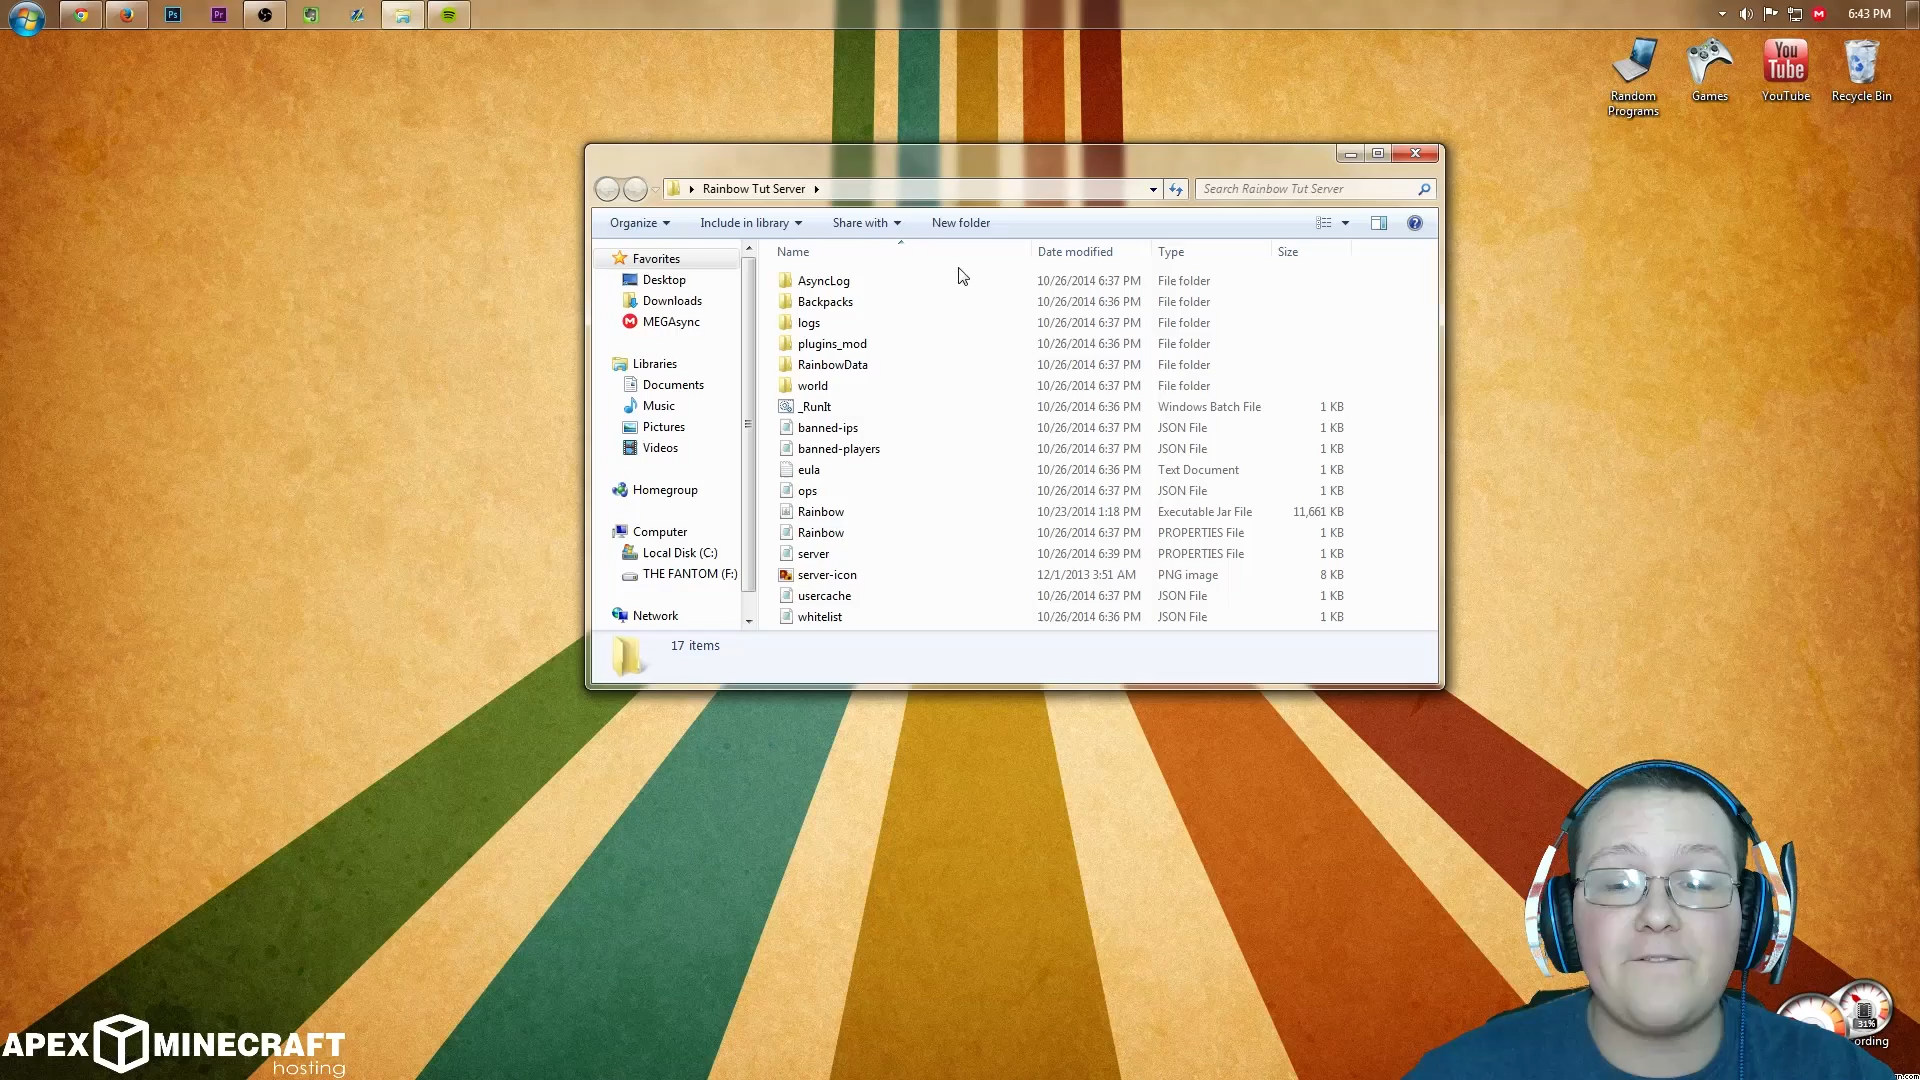 Ps
Pr
M
6:43 PM
Random Programs
Games
You Tube
YouTube
Recycle Bin
Rainbow Tut Server
Search Rainbow Tut Server
Organize
Include in library
Share with
New folder
Name
Date modified
Type
Size
Favorites
Desktop
Downloads
MEGAsync
Libraries
Documents
Music
Pictures
Videos
Homegroup
Computer
Local Disk (C:)
THE FANTOM (F:)
Network
AsyncLog 10/26/2014 6:37 PM File folder
Backpacks 10/26/2014 6:36 PM File folder
logs 10/26/2014 6:37 PM File folder
plugins_mod 10/26/2014 6:36 PM File folder
RainbowData 10/26/2014 6:37 PM File folder
world 10/26/2014 6:37 PM File folder
_RunIt 10/26/2014 6:36 PM Windows Batch File 1 KB
banned-ips 10/26/2014 6:37 PM JSON File 1 KB
banned-players 10/26/2014 6:37 PM JSON File 1 KB
eula 10/26/2014 6:36 PM Text Document 1 KB
ops 10/26/2014 6:37 PM JSON File 1 KB
Rainbow 10/23/2014 1:18 PM Executable Jar File 11,661 KB
Rainbow 10/26/2014 6:37 PM PROPERTIES File 1 KB
server 10/26/2014 6:39 PM PROPERTIES File 1 KB
server-icon 12/1/2013 3:51 AM PNG image 8 KB
usercache 10/26/2014 6:37 PM JSON File 1 KB
whitelist 10/26/2014 6:36 PM JSON File 1 KB
17 items
31%
ording
APEX MINECRAFT
hosting